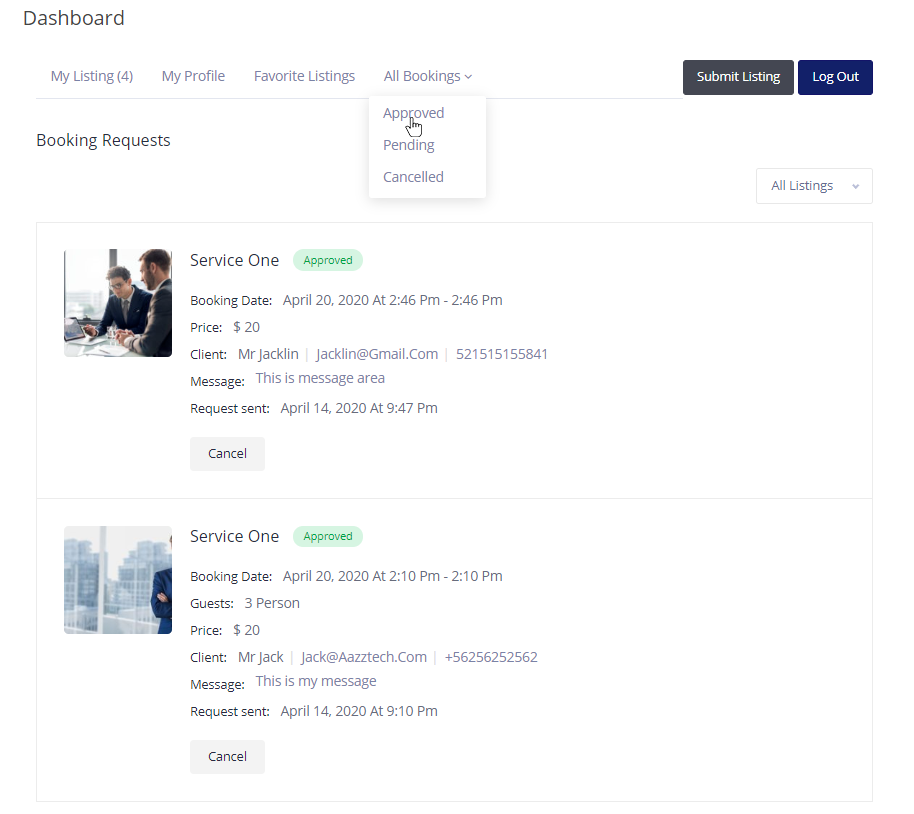 Dashboard
My Listing (4) My Profile Favorite Listings All Bookings Submit Listing Log Out
Approved
Pending
Cancelled
Booking Requests
All Listings
Service One Approved
Booking Date: April 20, 2020 At 2:46 Pm - 2:46 Pm
Price: $ 20
Client: Mr Jacklin | Jacklin@Gmail.Com | 521515155841
Message: This is message area
Request sent: April 14, 2020 At 9:47 Pm
Cancel
Service One Approved
Booking Date: April 20, 2020 At 2:10 Pm - 2:10 Pm
Guests: 3 Person
Price: $ 20
Client: Mr Jack | Jack@Aazztech.Com | +56256252562
Message: This is my message
Request sent: April 14, 2020 At 9:10 Pm
Cancel